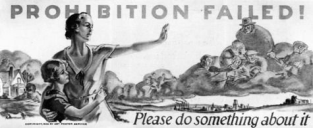 PROHIBITION FAILED!
Please do something about it